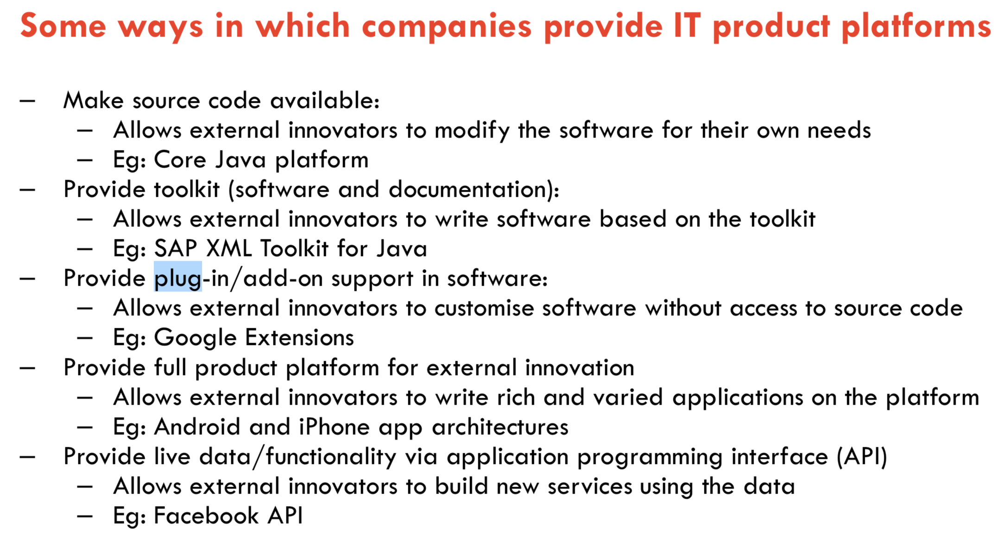 Some ways in which companies provide IT product platforms
– Make source code available:
– Allows external innovators to modify the software for their own needs
– Eg: Core Java platform
– Provide toolkit (software and documentation):
– Allows external innovators to write software based on the toolkit
– Eg: SAP XML Toolkit for Java
– Provide plug-in/add-on support in software:
– Allows external innovators to customise software without access to source code
– Eg: Google Extensions
– Provide full product platform for external innovation
– Allows external innovators to write rich and varied applications on the platform
– Eg: Android and iPhone app architectures
– Provide live data/functionality via application programming interface (API)
– Allows external innovators to build new services using the data
– Eg: Facebook API